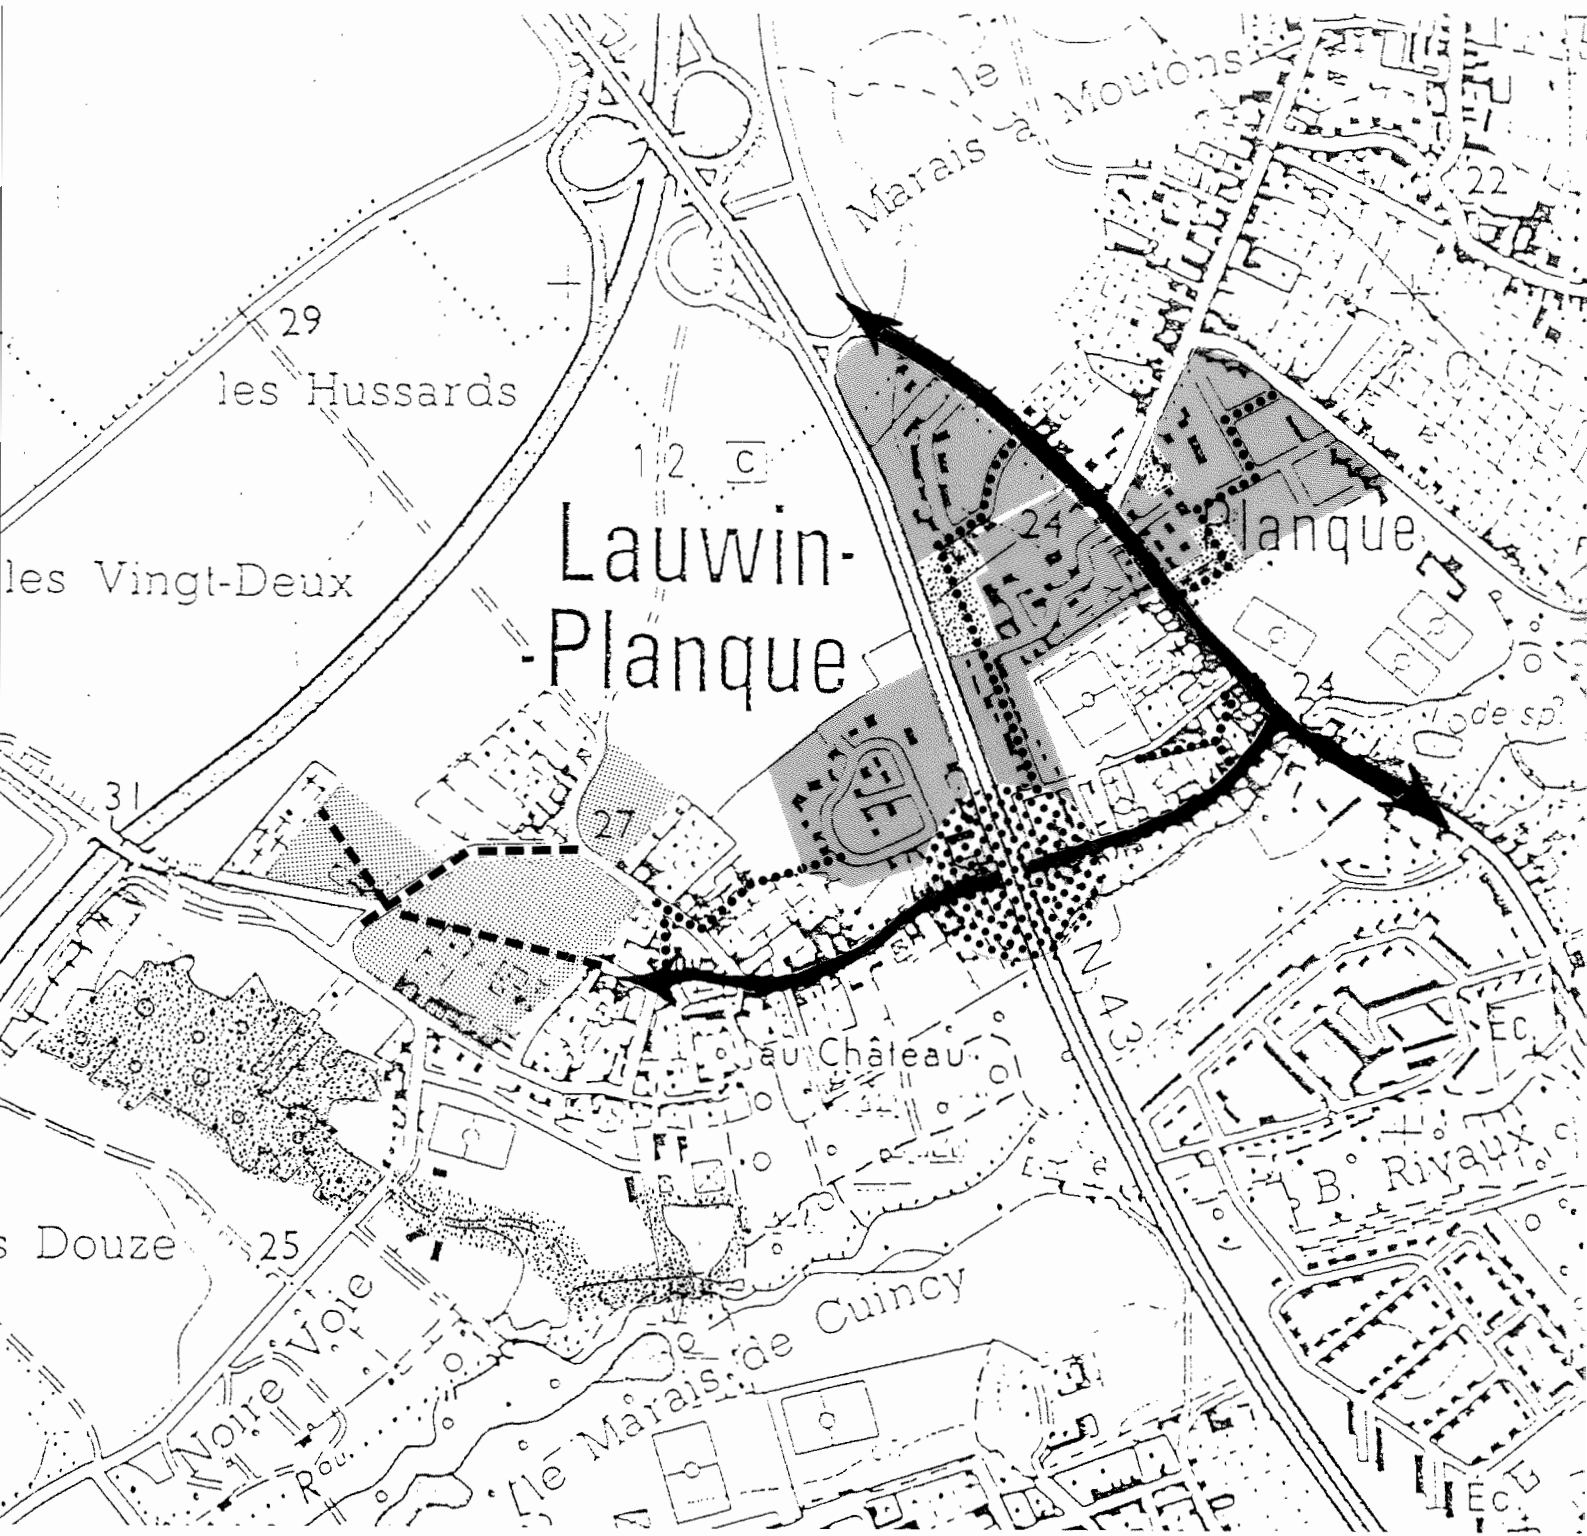 le
Marais à Moutons
22
29
les Hussards
12
C
Lauwin-
24
Planque
les Vingt-Deux
-Planque
24
de sp.
31
27
N 43
au Château
EC
B. Rivaux
s Douze
25
Noire Voie
le Marais de Cuincy
Rou.
EC